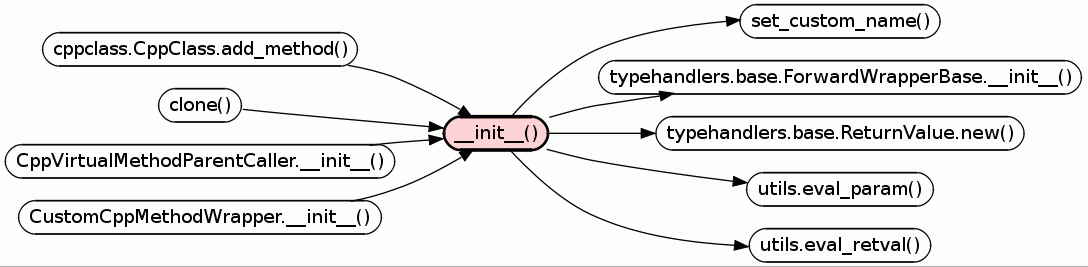 set_custom_name()
cppclass.CppClass.add_method()
typehandlers.base.ForwardWrapperBase.__init__()
clone()
__init__()
typehandlers.base.ReturnValue.new()
CppVirtualMethodParentCaller.__init__()
utils.eval_param()
CustomCppMethodWrapper.__init__()
utils.eval_retval()